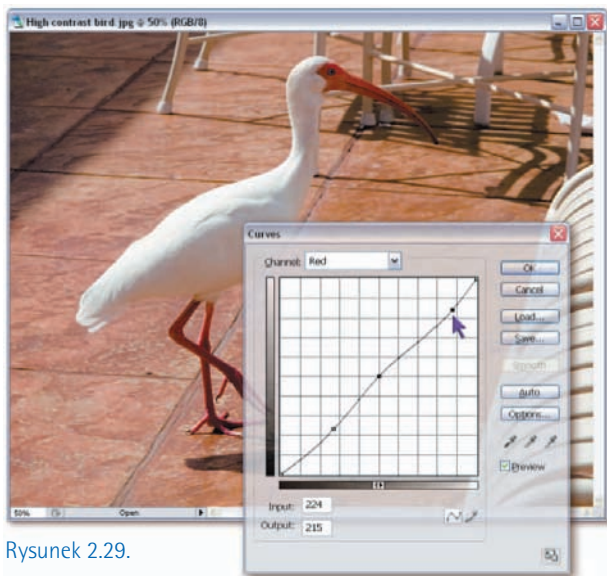 High contrast bird.jpg @ 50% (RGB/8)
Curves
Channel: Red
OK
Cancel
Load...
Save...
Smooth
Auto
Options...
Preview
Input: 224
Output: 215
50%
Open
Rysunek 2.29.